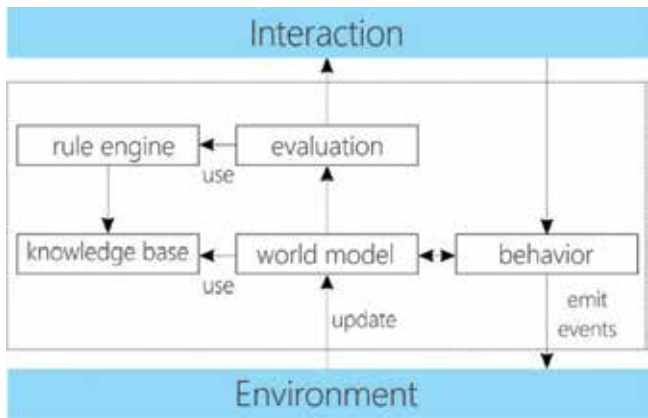 Interaction
rule engine
evaluation
use
knowledge base
world model
behavior
use
update
emit
events
Environment